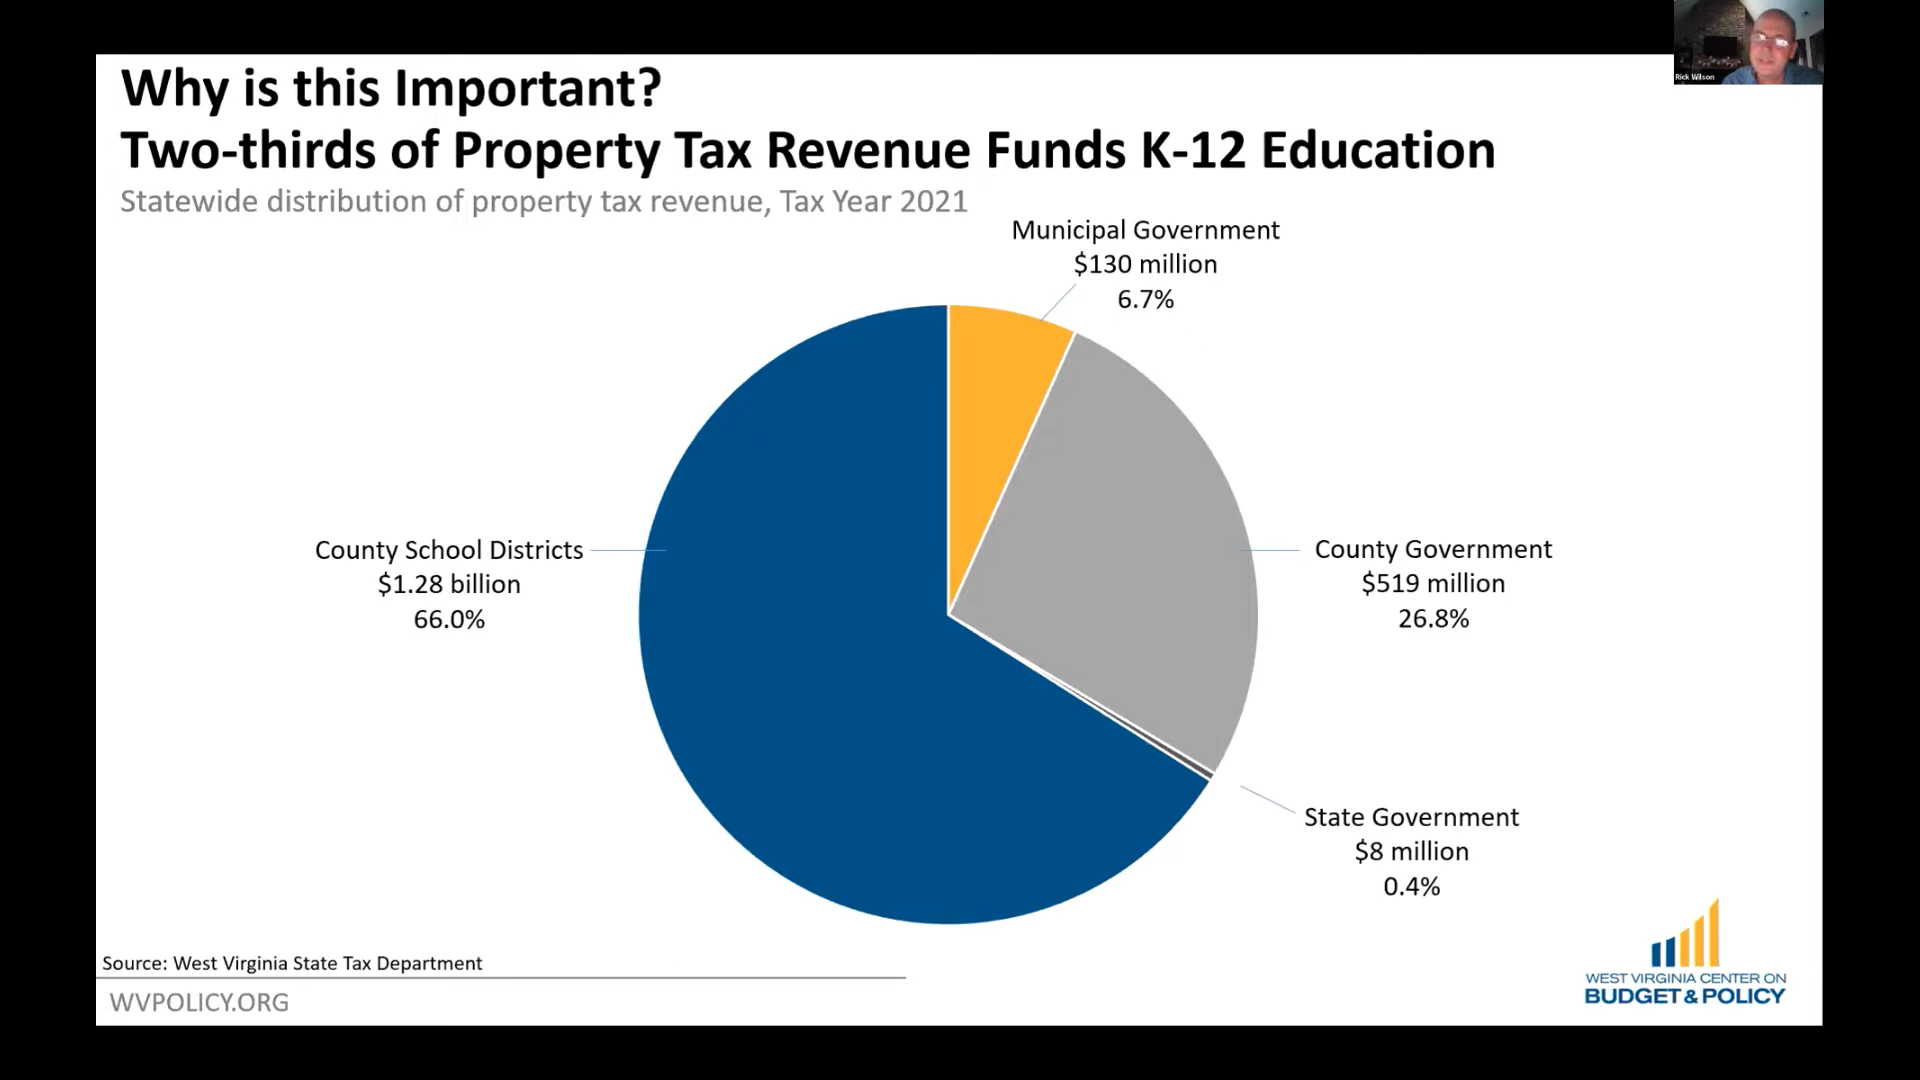 Rick Wilson
Why is this Important?
Two-thirds of Property Tax Revenue Funds K-12 Education
Statewide distribution of property tax revenue, Tax Year 2021
Municipal Government
$130 million
6.7%
County School Districts
$1.28 billion
66.0%
County Government
$519 million
26.8%
State Government
$8 million
0.4%
Source: West Virginia State Tax Department
WVPOLICY.ORG
WEST VIRGINIA CENTER ON
BUDGET & POLICY